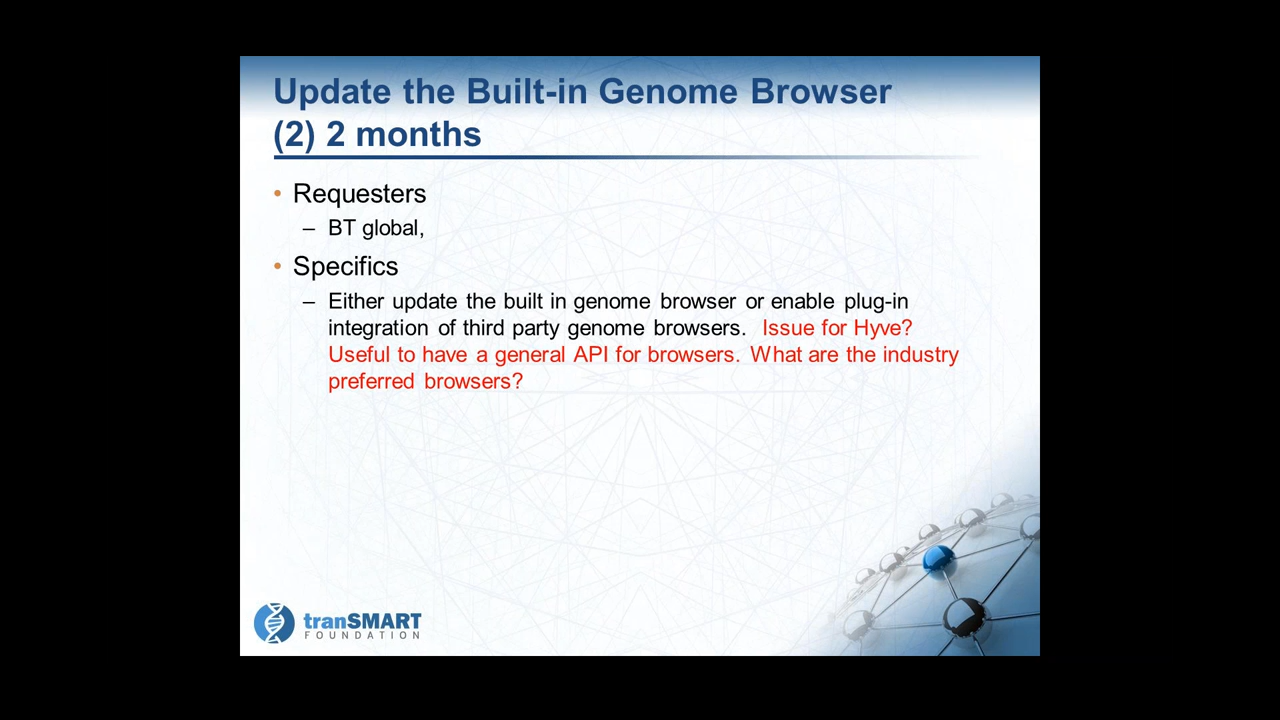 Update the Built-in Genome Browser
(2) 2 months
• Requesters
– BT global,
• Specifics
– Either update the built in genome browser or enable plug-in
integration of third party genome browsers. Issue for Hyve?
Useful to have a general API for browsers. What are the industry
preferred browsers?
tranSMART
FOUNDATION